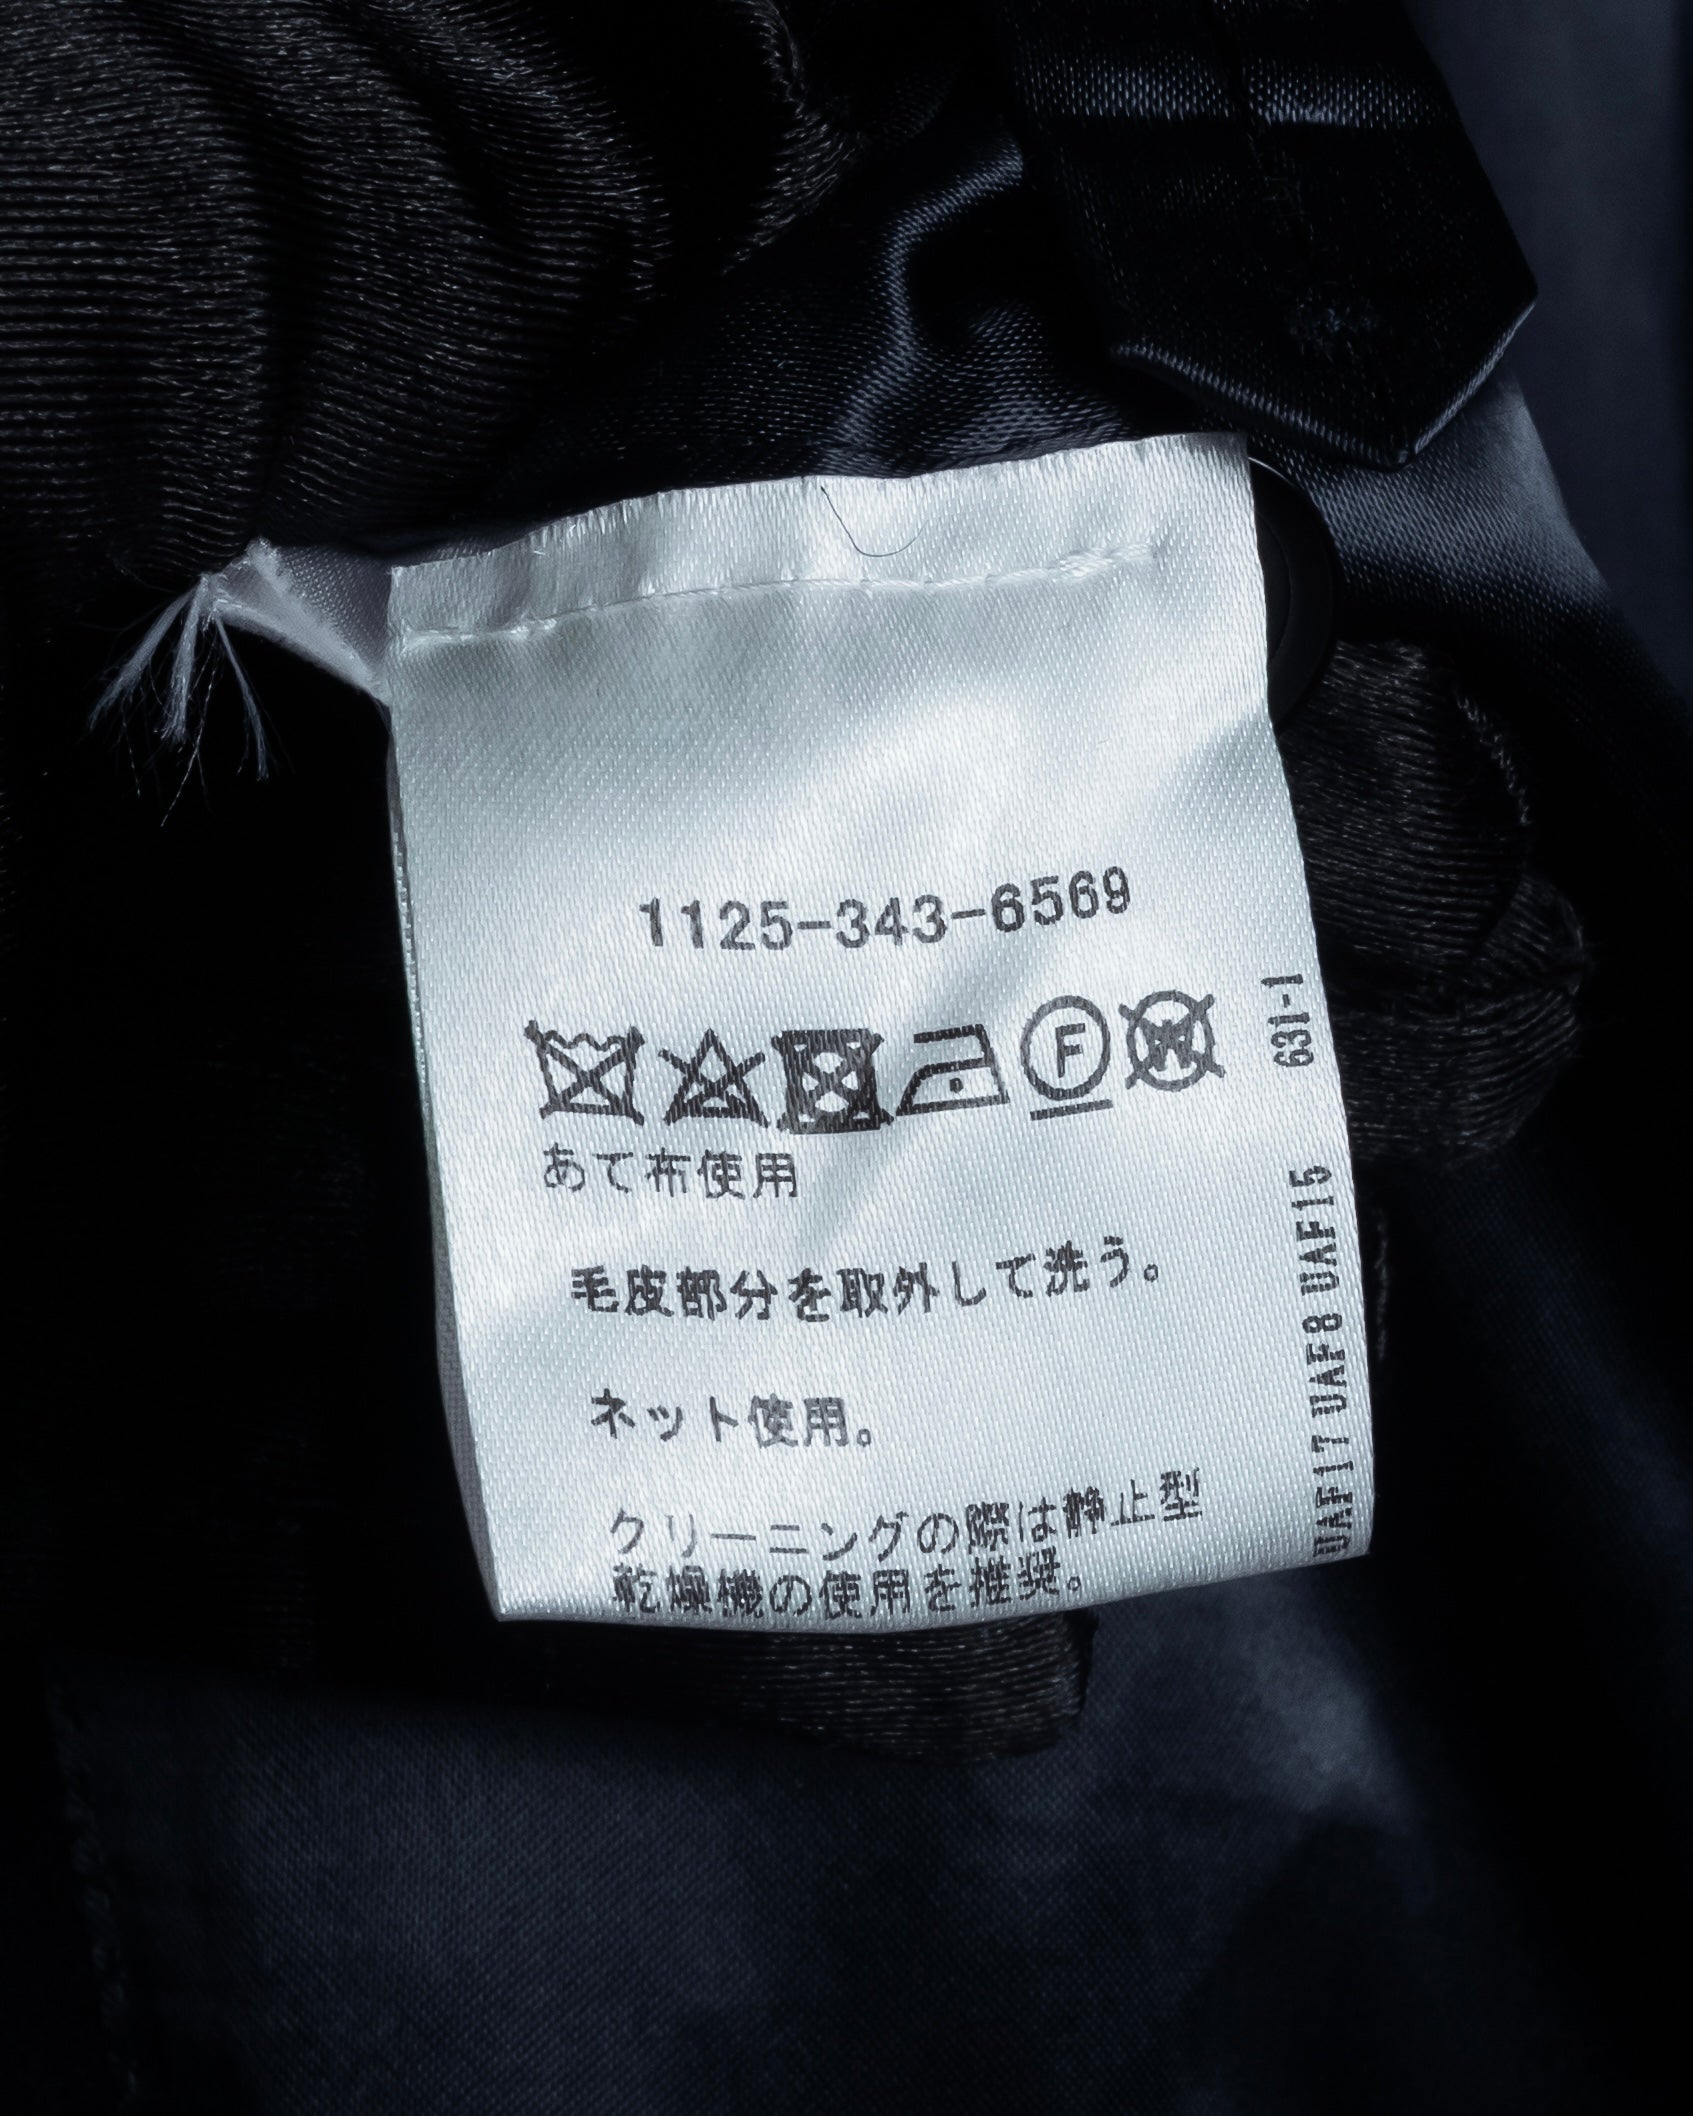 1125-343-6569
F
W
あて布使用
毛皮部分を取外して洗う。
ネット使用。
クリーニングの際は静止型
乾燥機の使用を推奨。
631-1
UAF17 UAF8 UAF15